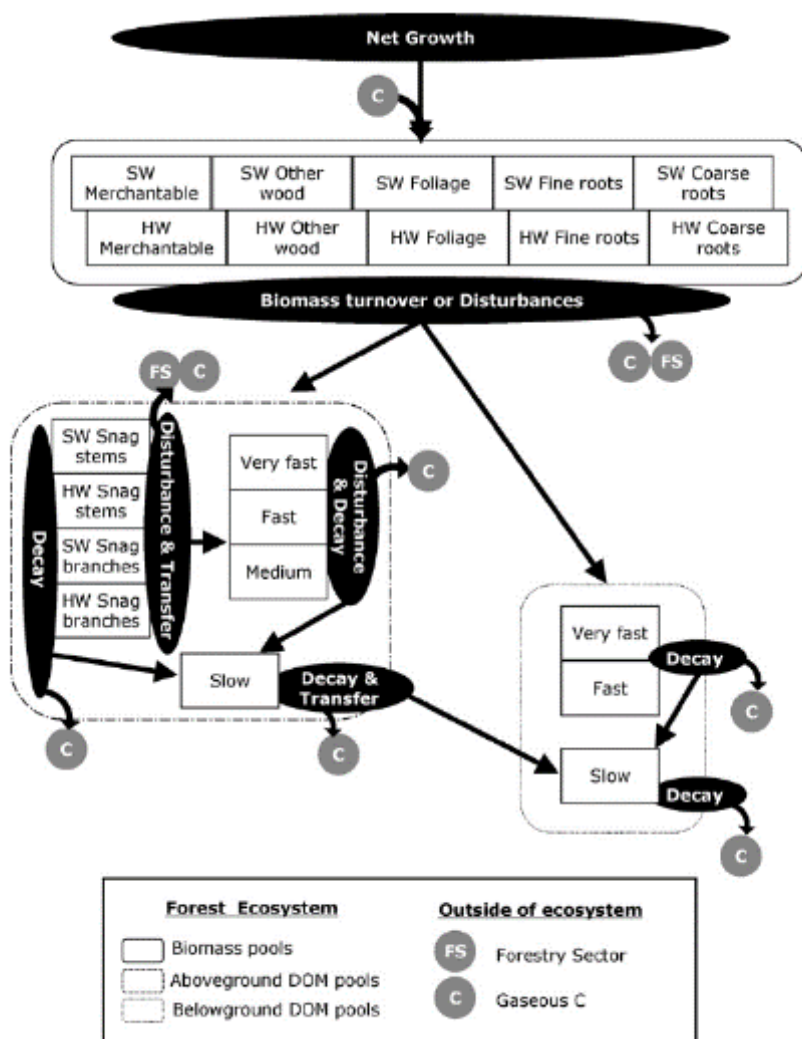 Net Growth
C
SW
Merchantable
SW Other
wood
SW Foliage
SW Fine roots
SW Coarse
roots
HW
Merchantable
HW Other
wood
HW Foliage
HW Fine roots
HW Coarse
roots
Biomass turnover or Disturbances
C
FS
FS
C
Decay
SW Snag
stems
HW Snag
stems
SW Snag
branches
HW Snag
branches
Disturbance & Transfer
Very fast
Fast
Medium
Disturbance
& Decay
C
Slow
Decay &
Transfer
C
C
Very fast
Fast
Decay
C
Slow
Decay
C
Forest Ecosystem
Biomass pools
Aboveground DOM pools
Belowground DOM pools
Outside of ecosystem
FS
Forestry Sector
C
Gaseous C